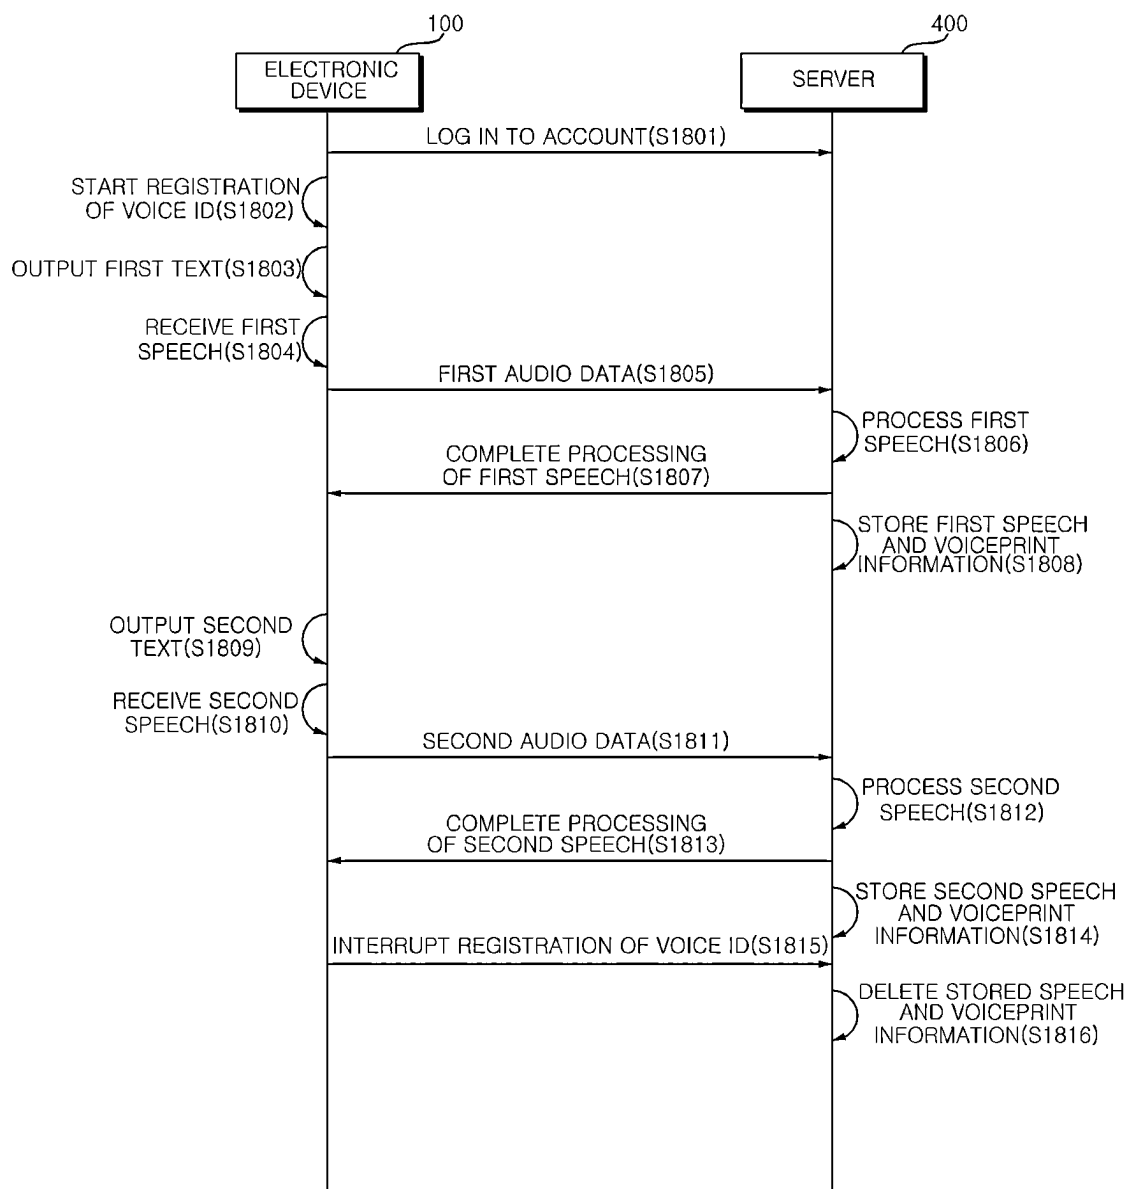 100
400
ELECTRONIC
DEVICE
SERVER
LOG IN TO ACCOUNT(S1801)
START REGISTRATION
OF VOICE ID(S1802)
OUTPUT FIRST TEXT(S1803)
RECEIVE FIRST
SPEECH(S1804)
FIRST AUDIO DATA(S1805)
PROCESS FIRST
SPEECH(S1806)
COMPLETE PROCESSING
OF FIRST SPEECH(S1807)
STORE FIRST SPEECH
AND VOICEPRINT
INFORMATION(S1808)
OUTPUT SECOND
TEXT(S1809)
RECEIVE SECOND
SPEECH(S1810)
SECOND AUDIO DATA(S1811)
PROCESS SECOND
SPEECH(S1812)
COMPLETE PROCESSING
OF SECOND SPEECH(S1813)
STORE SECOND SPEECH
AND VOICEPRINT
INFORMATION(S1814)
INTERRUPT REGISTRATION OF VOICE ID(S1815)
DELETE STORED SPEECH
AND VOICEPRINT
INFORMATION(S1816)